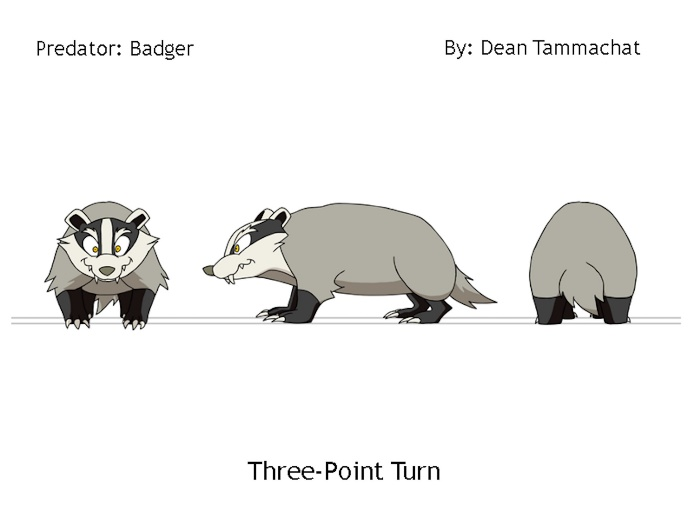 Predator: Badger
By: Dean Tammachat
Three-Point Turn